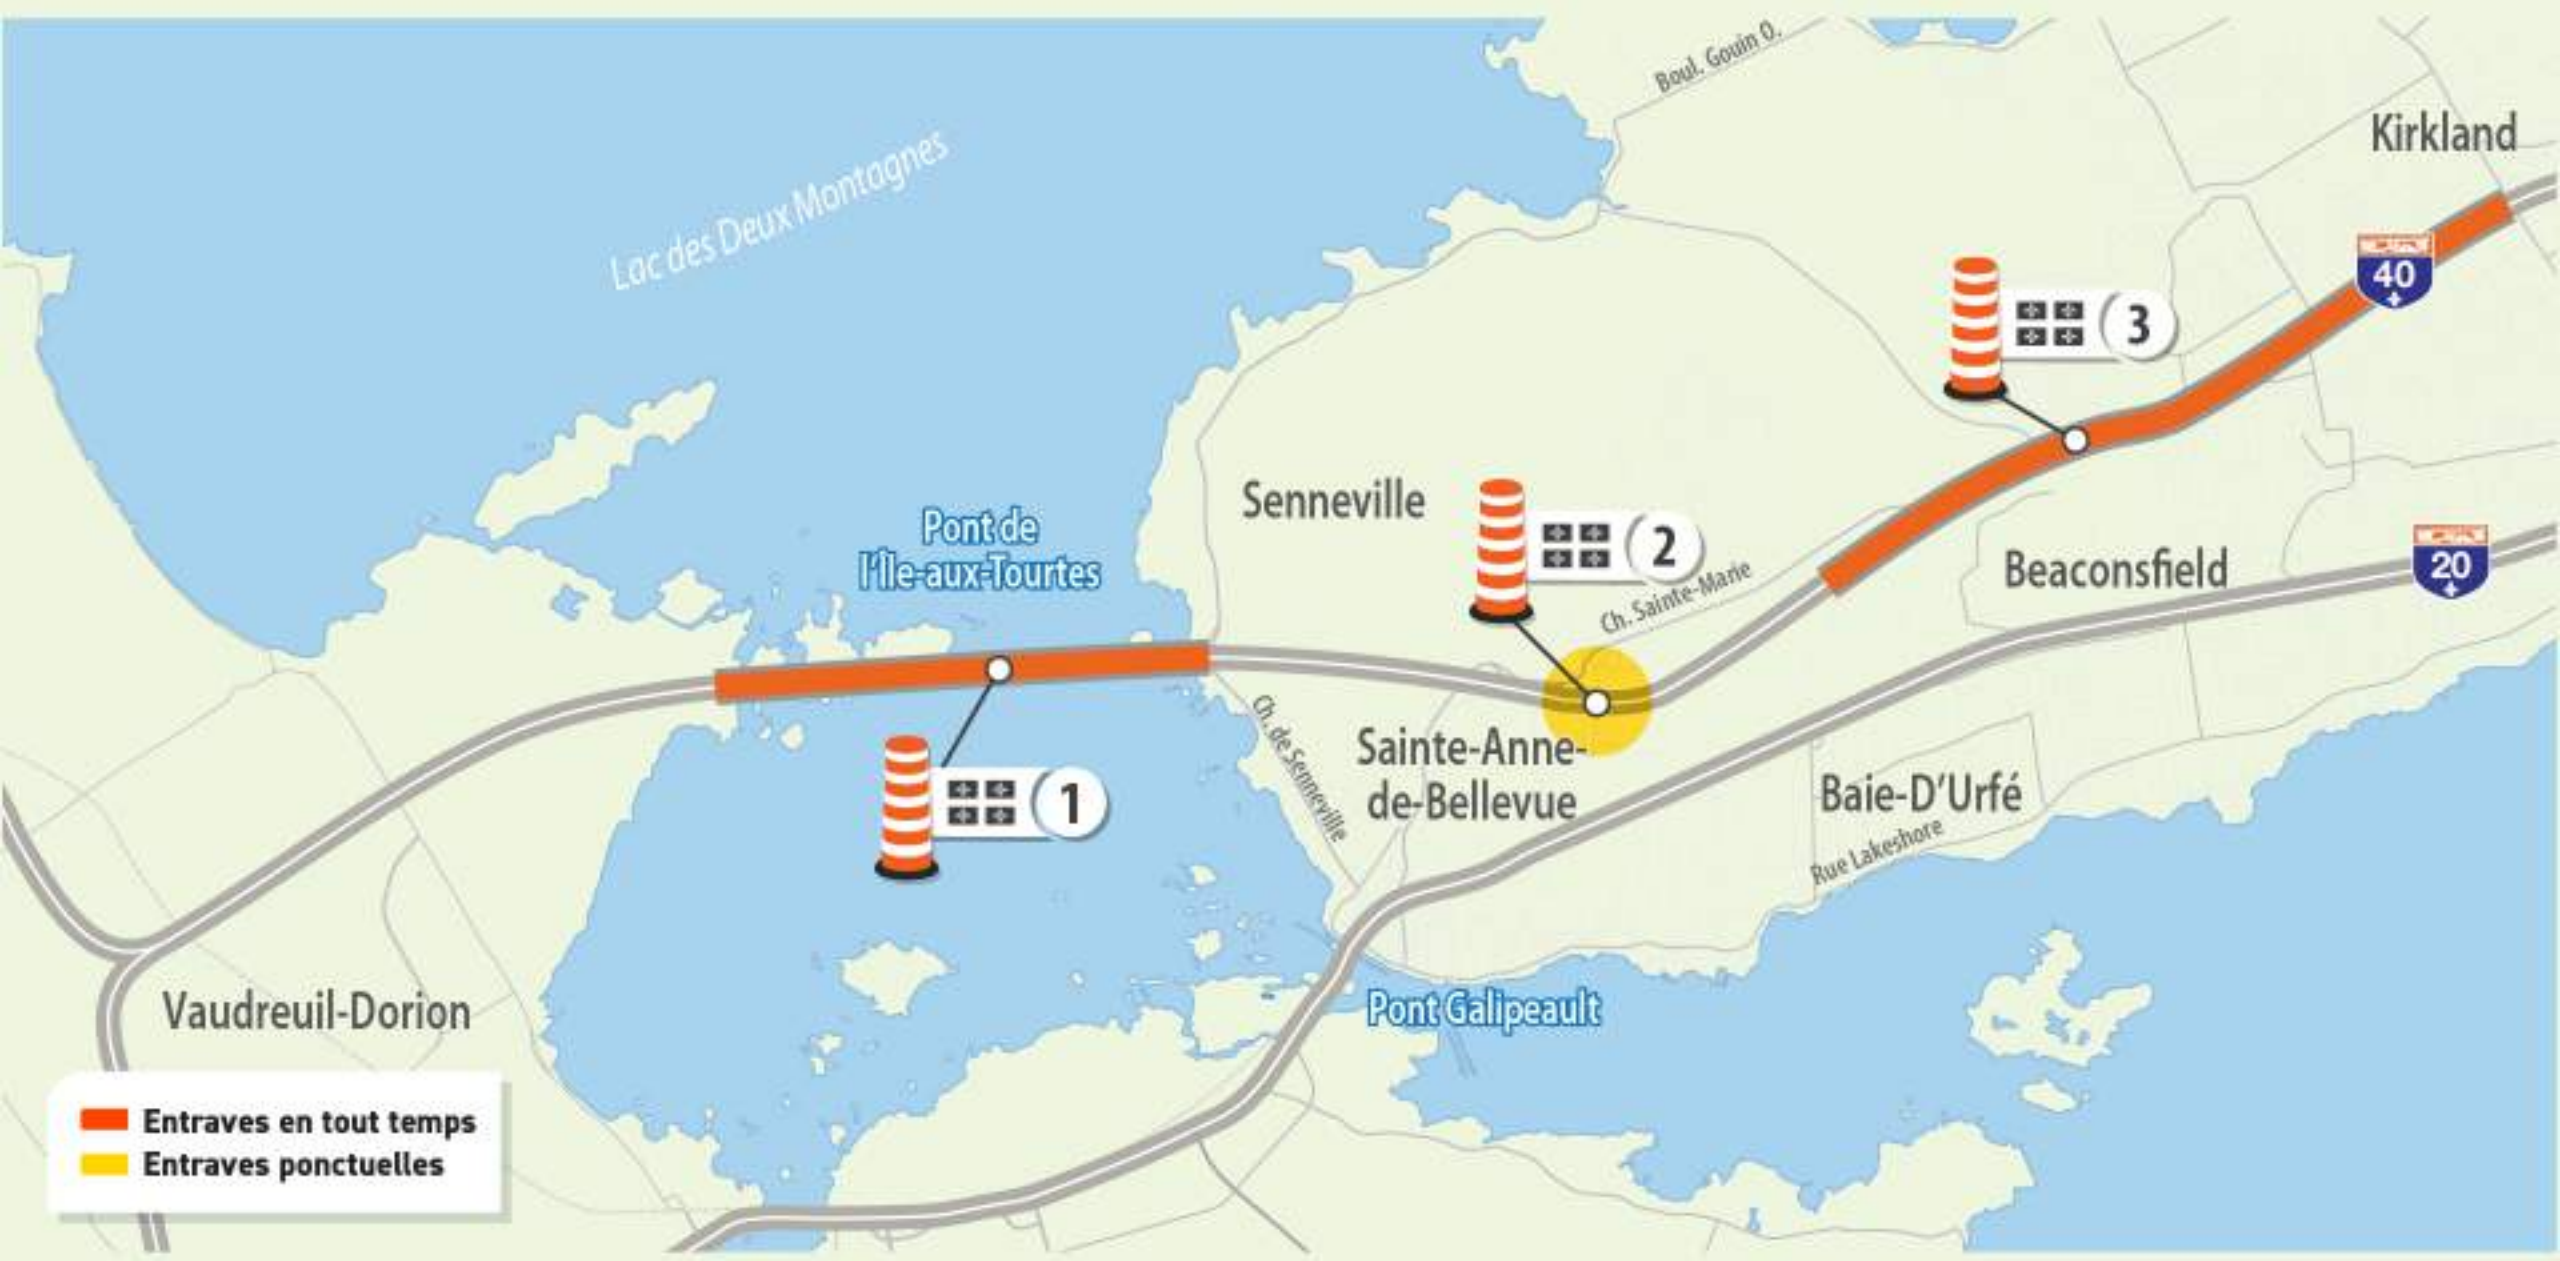 Boul. Gouin O.
Kirkland
Lac des Deux Montagnes
40
3
Senneville
Pont de
l'Île-aux-Tourtes
2
Ch. Sainte-Marie
Beaconsfield
20
Ch. de Senneville
Sainte-Anne-
de-Bellevue
1
Baie-D'Urfé
Rue Lakeshore
Vaudreuil-Dorion
Pont Galipeault
Entraves en tout temps
Entraves ponctuelles